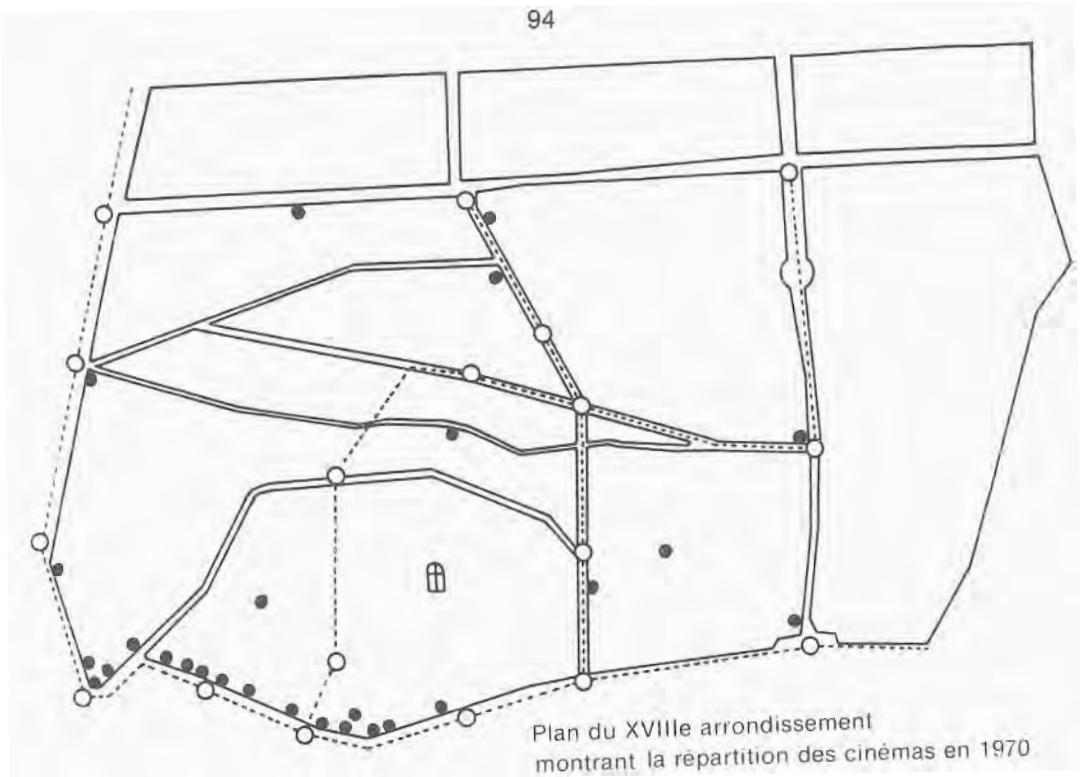 94
Plan du XVIIIe arrondissement
montrant la répartition des cinémas en 1970